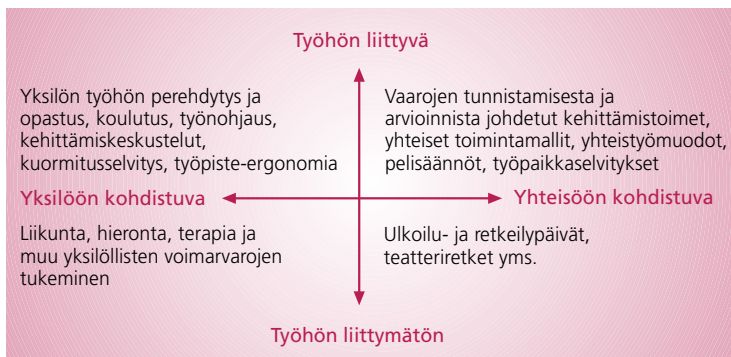 Työhön liittyvä
Yksilön työhön perehdytys ja
opastus, koulutus, työnohjaus,
kehittämiskeskustelut,
kuormitusselvitys, työpiste-ergonomia
Vaarojen tunnistamisesta ja
arvioinnista johdetut kehittämistoimet,
yhteiset toimintamallit, yhteistyömuodot,
pelisäännöt, työpaikkaselvitykset
Yksilöön kohdistuva
Yhteisöön kohdistuva
Liikunta, hieronta, terapia ja
muu yksilöllisten voimarvarojen
tukeminen
Ulkoilu- ja retkeilypäivät,
teatteriretket yms.
Työhön liittymätön